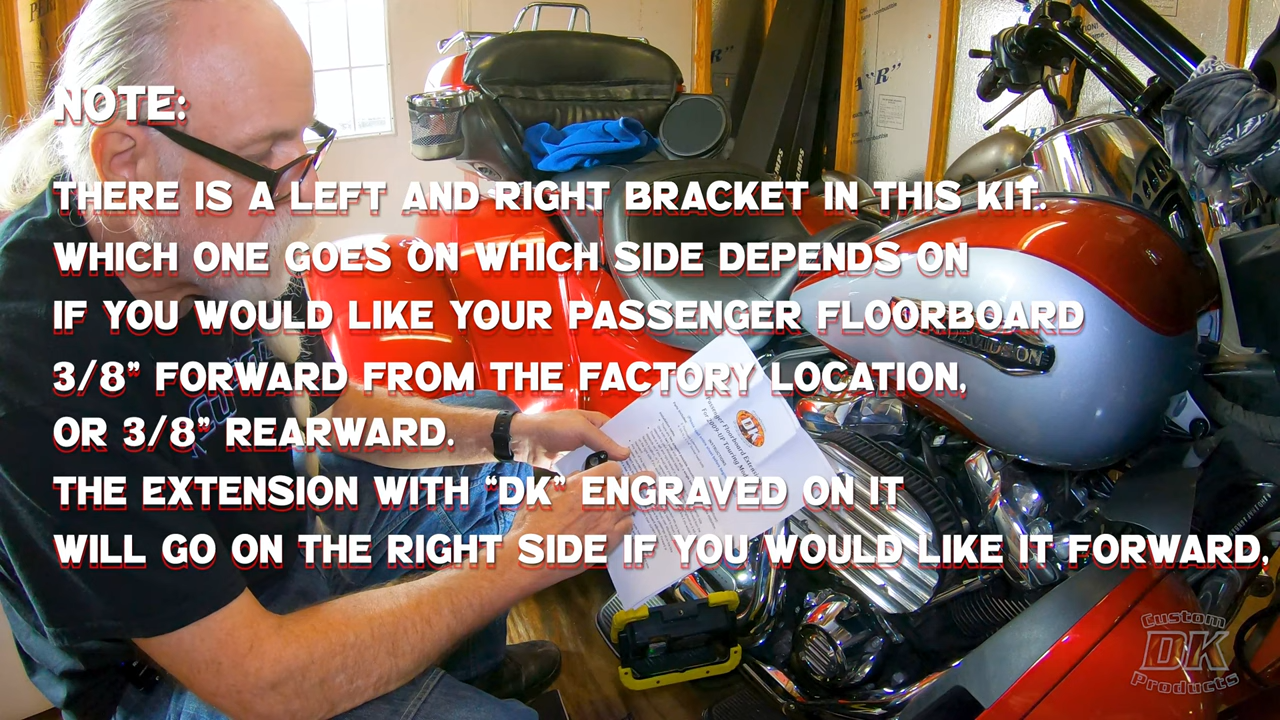 NOTE:
THERE IS A LEFT AND RIGHT BRACKET IN THIS KIT.
WHICH ONE GOES ON WHICH SIDE DEPENDS ON
IF YOU WOULD LIKE YOUR PASSENGER FLOORBOARD
3/8” FORWARD FROM THE FACTORY LOCATION,
OR 3/8” REARWARD.
THE EXTENSION WITH “DK” ENGRAVED ON IT
WILL GO ON THE RIGHT SIDE IF YOU WOULD LIKE IT FORWARD,
DK
Custom
DK
Products